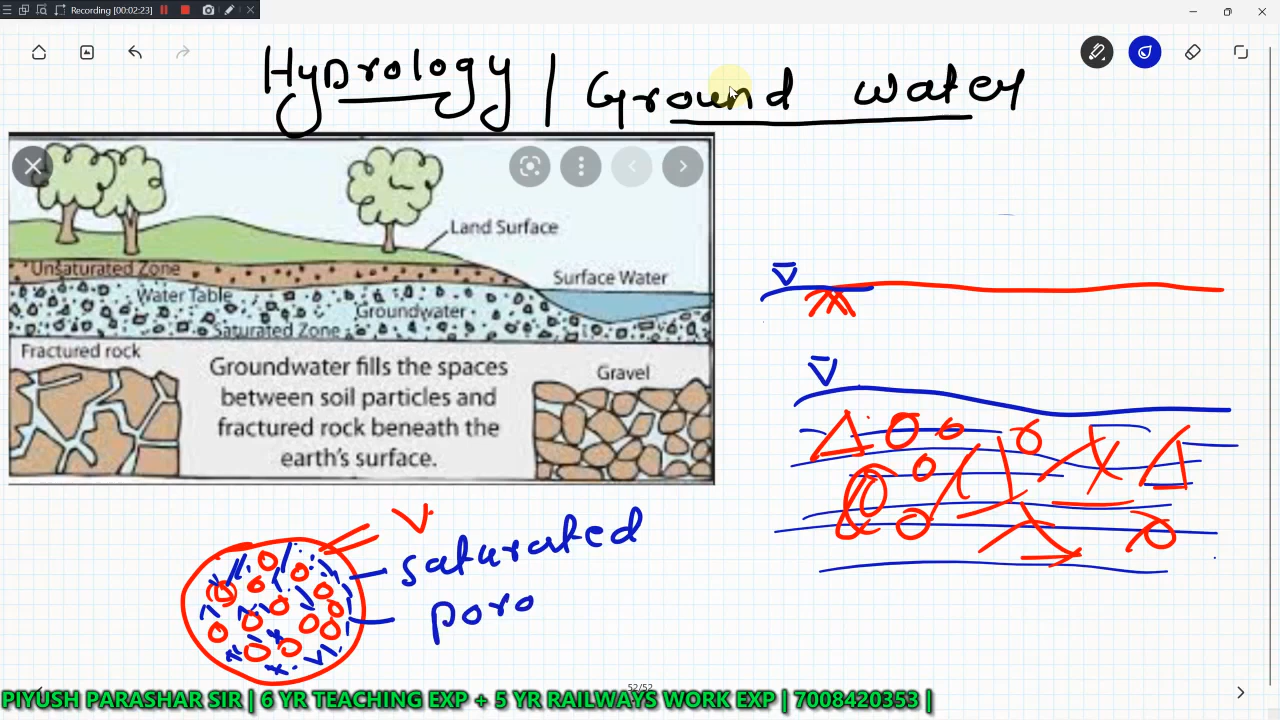 Recording [00:02:23]
Hydrology | Ground water
Land Surface
Unsaturated Zone
Surface Water
Water Table
Groundwater
Saturated Zone
Fractured rock
Groundwater fills the spaces
between soil particles and
fractured rock beneath the
earth's surface.
Gravel
V
saturated
poro
52/52
PIYUSH PARASHAR SIR | 6 YR TEACHING EXP + 5 YR RAILWAYS WORK EXP | 7008420353 |